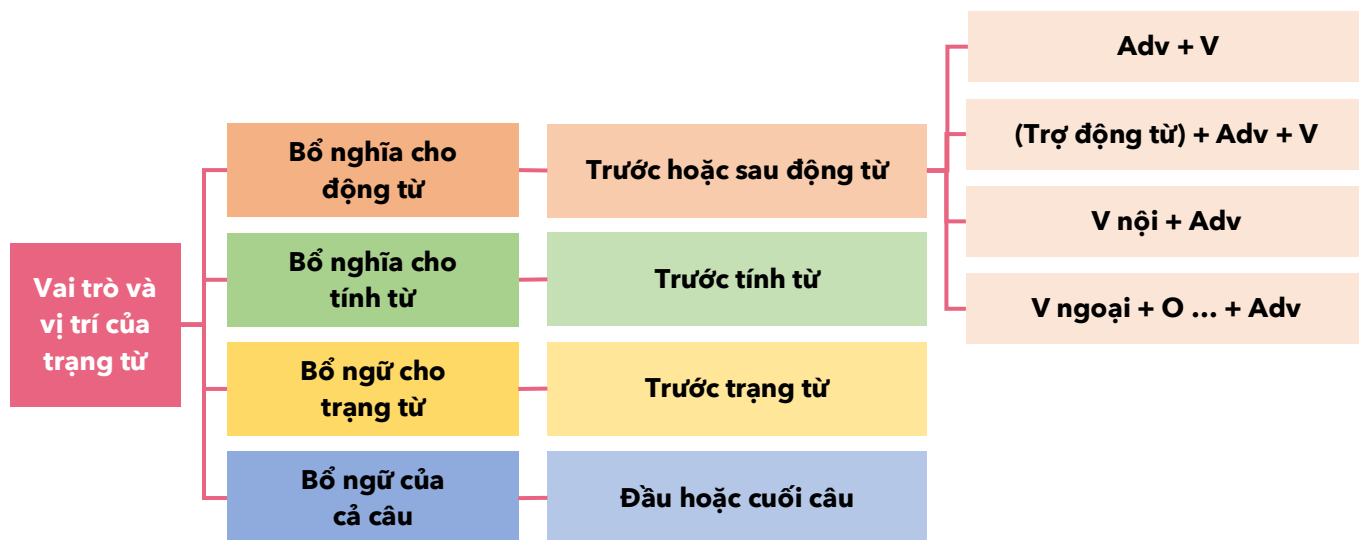 Vai trò và
vị trí của
trạng từ
Bổ nghĩa cho
động từ
Trước hoặc sau động từ
Adv + V
(Trợ động từ) + Adv + V
V nội + Adv
V ngoại + O ... + Adv
Bổ nghĩa cho
tính từ
Trước tính từ
Bổ ngữ cho
trạng từ
Trước trạng từ
Bổ ngữ của
cả câu
Đầu hoặc cuối câu